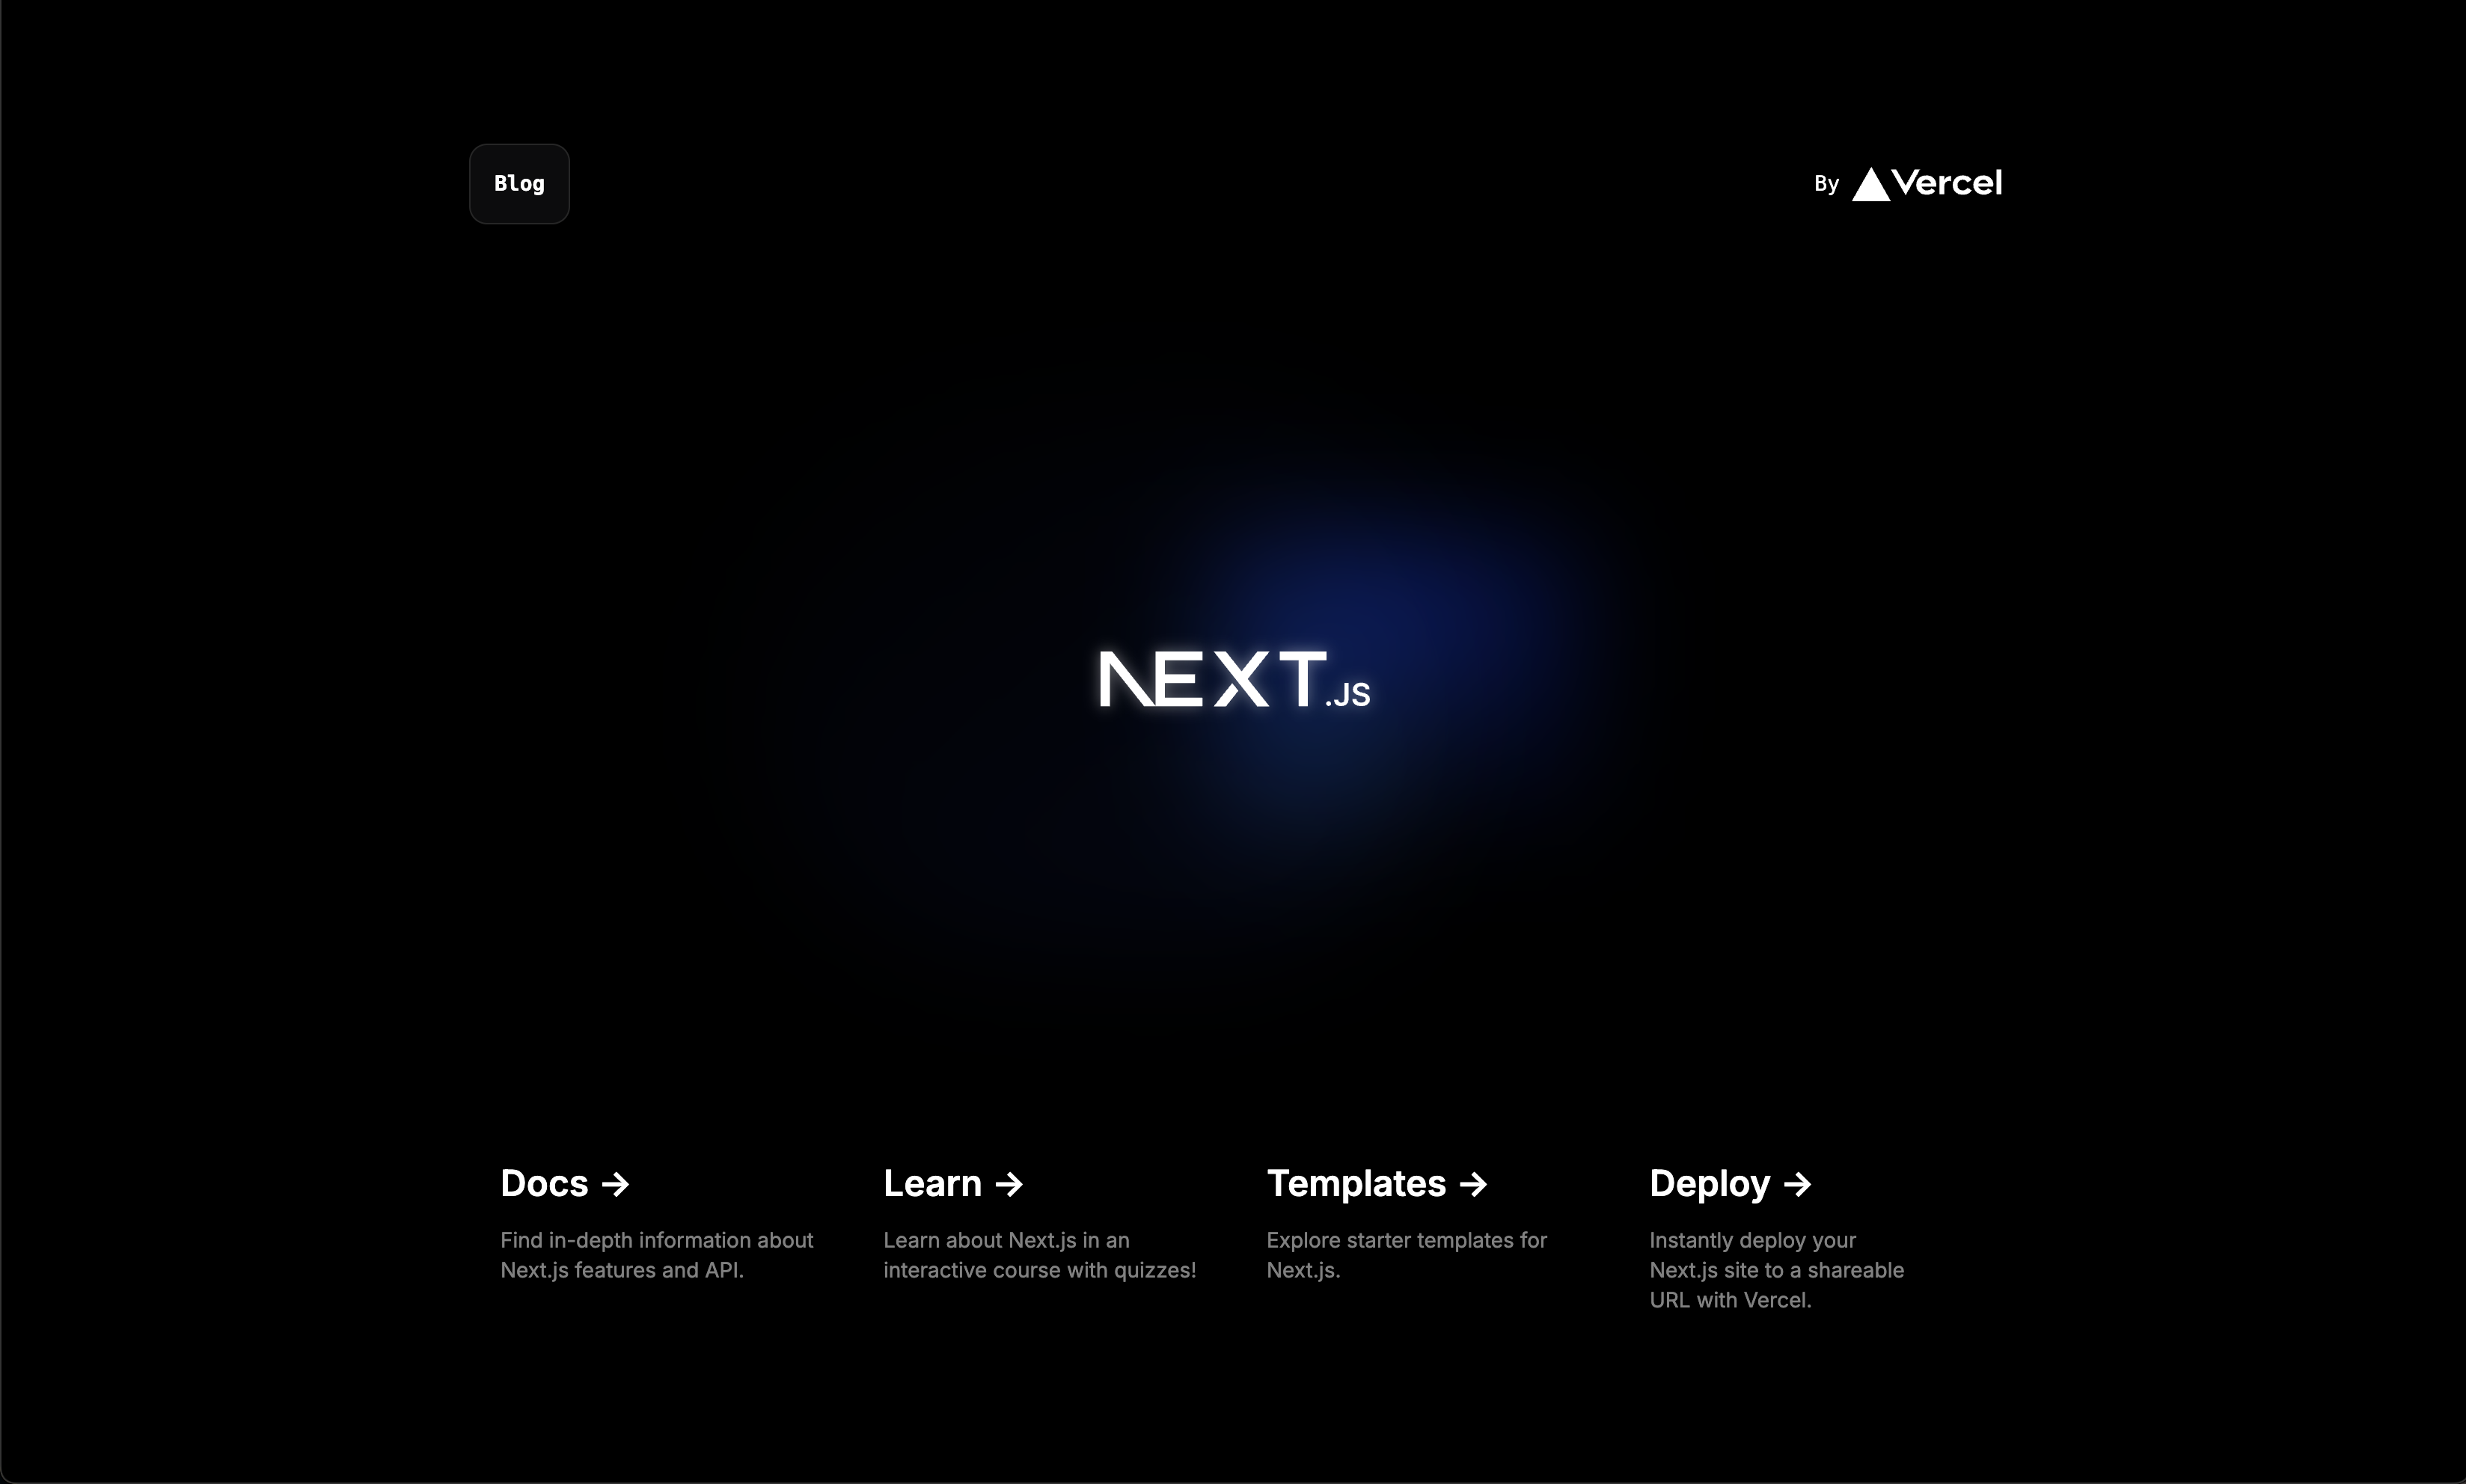 Blog
By Vercel
NEXT.JS
Docs →
Find in-depth information about
Next.js features and API.
Learn →
Learn about Next.js in an
interactive course with quizzes!
Templates →
Explore starter templates for
Next.js.
Deploy →
Instantly deploy your
Next.js site to a shareable
URL with Vercel.